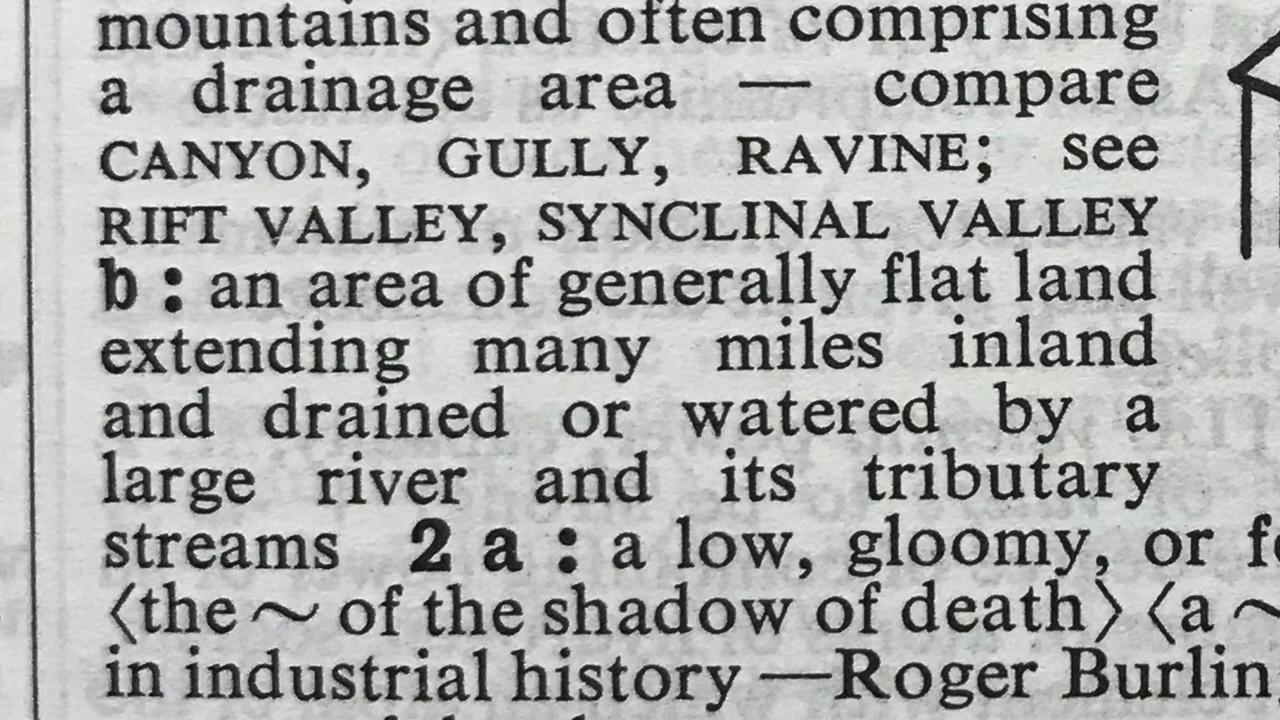 mountains and often comprising
a drainage area — compare
CANYON, GULLY, RAVINE; see
RIFT VALLEY, SYNCLINAL VALLEY
b : an area of generally flat land
extending many miles inland
and drained or watered by a
large river and its tributary
streams 2 a : a low, gloomy, or
⟨the ~ of the shadow of death⟩ ⟨a ~
in industrial history —Roger Burlin